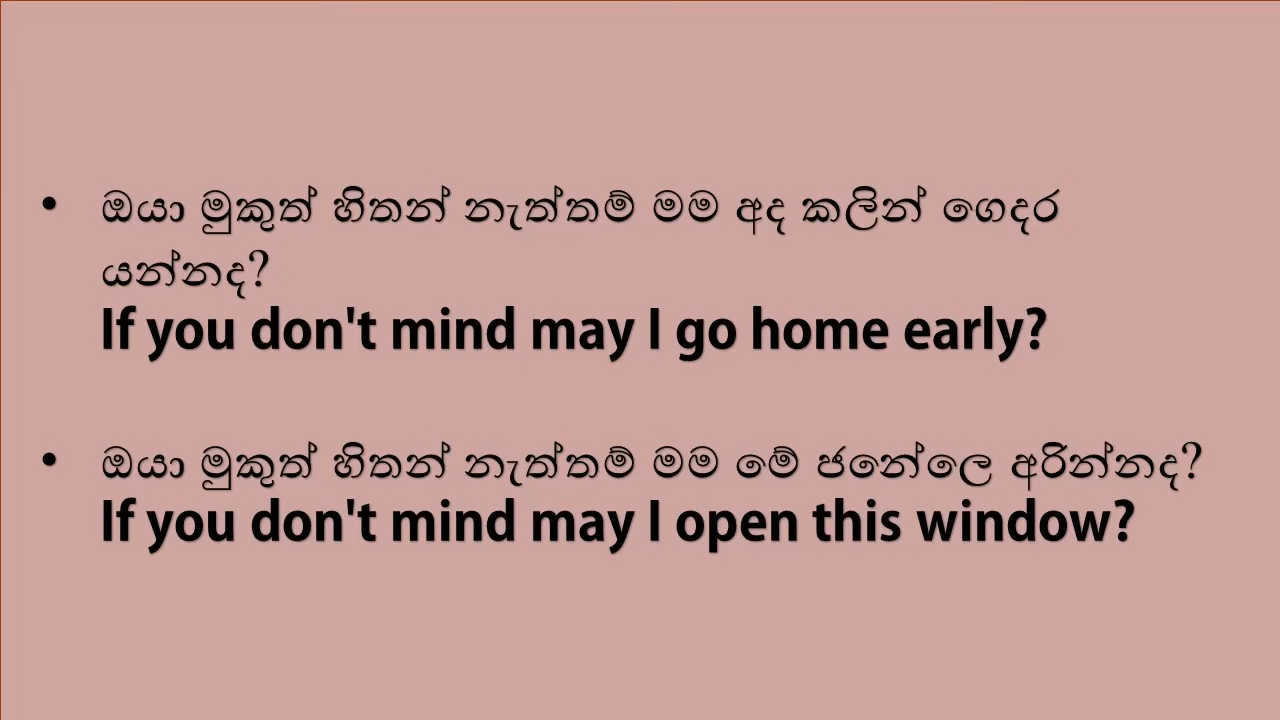 • ඔයා මුකුත් හිතන් නැත්තම් මම අද කලින් ගෙදර
යන්නද?
If you don't mind may I go home early?
• ඔයා මුකුත් හිතන් නැත්තම් මම මේ ජනේලෙ අරින්නද?
If you don't mind may I open this window?